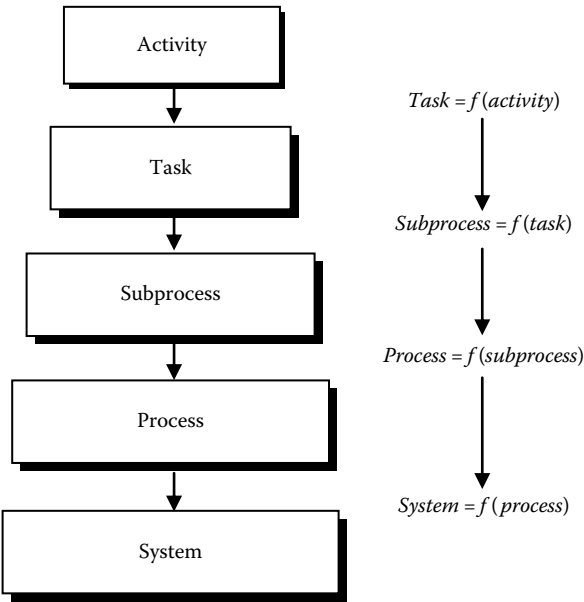 Activity
Task = f (activity)
Task
Subprocess = f (task)
Subprocess
Process = f (subprocess)
Process
System = f ( process)
System